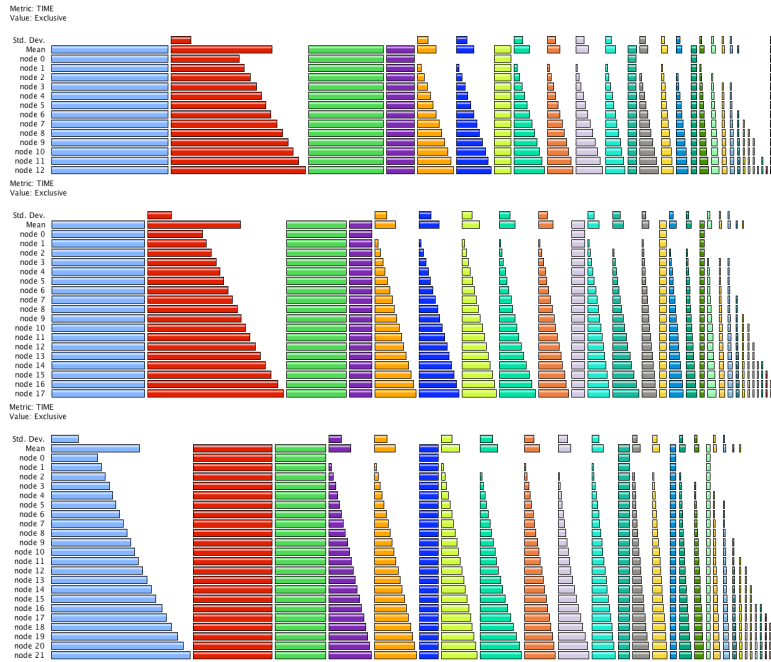 Metric: TIME
Value: Exclusive
Std. Dev.
Mean
node 0
node 1
node 2
node 3
node 4
node 5
node 6
node 7
node 8
node 9
node 10
node 11
node 12
Metric: TIME
Value: Exclusive
Std. Dev.
Mean
node 0
node 1
node 2
node 3
node 4
node 5
node 6
node 7
node 8
node 9
node 10
node 11
node 12
node 13
node 14
node 15
node 16
node 17
Metric: TIME
Value: Exclusive
Std. Dev.
Mean
node 0
node 1
node 2
node 3
node 4
node 5
node 6
node 7
node 8
node 9
node 10
node 11
node 12
node 13
node 14
node 15
node 16
node 17
node 18
node 19
node 20
node 21